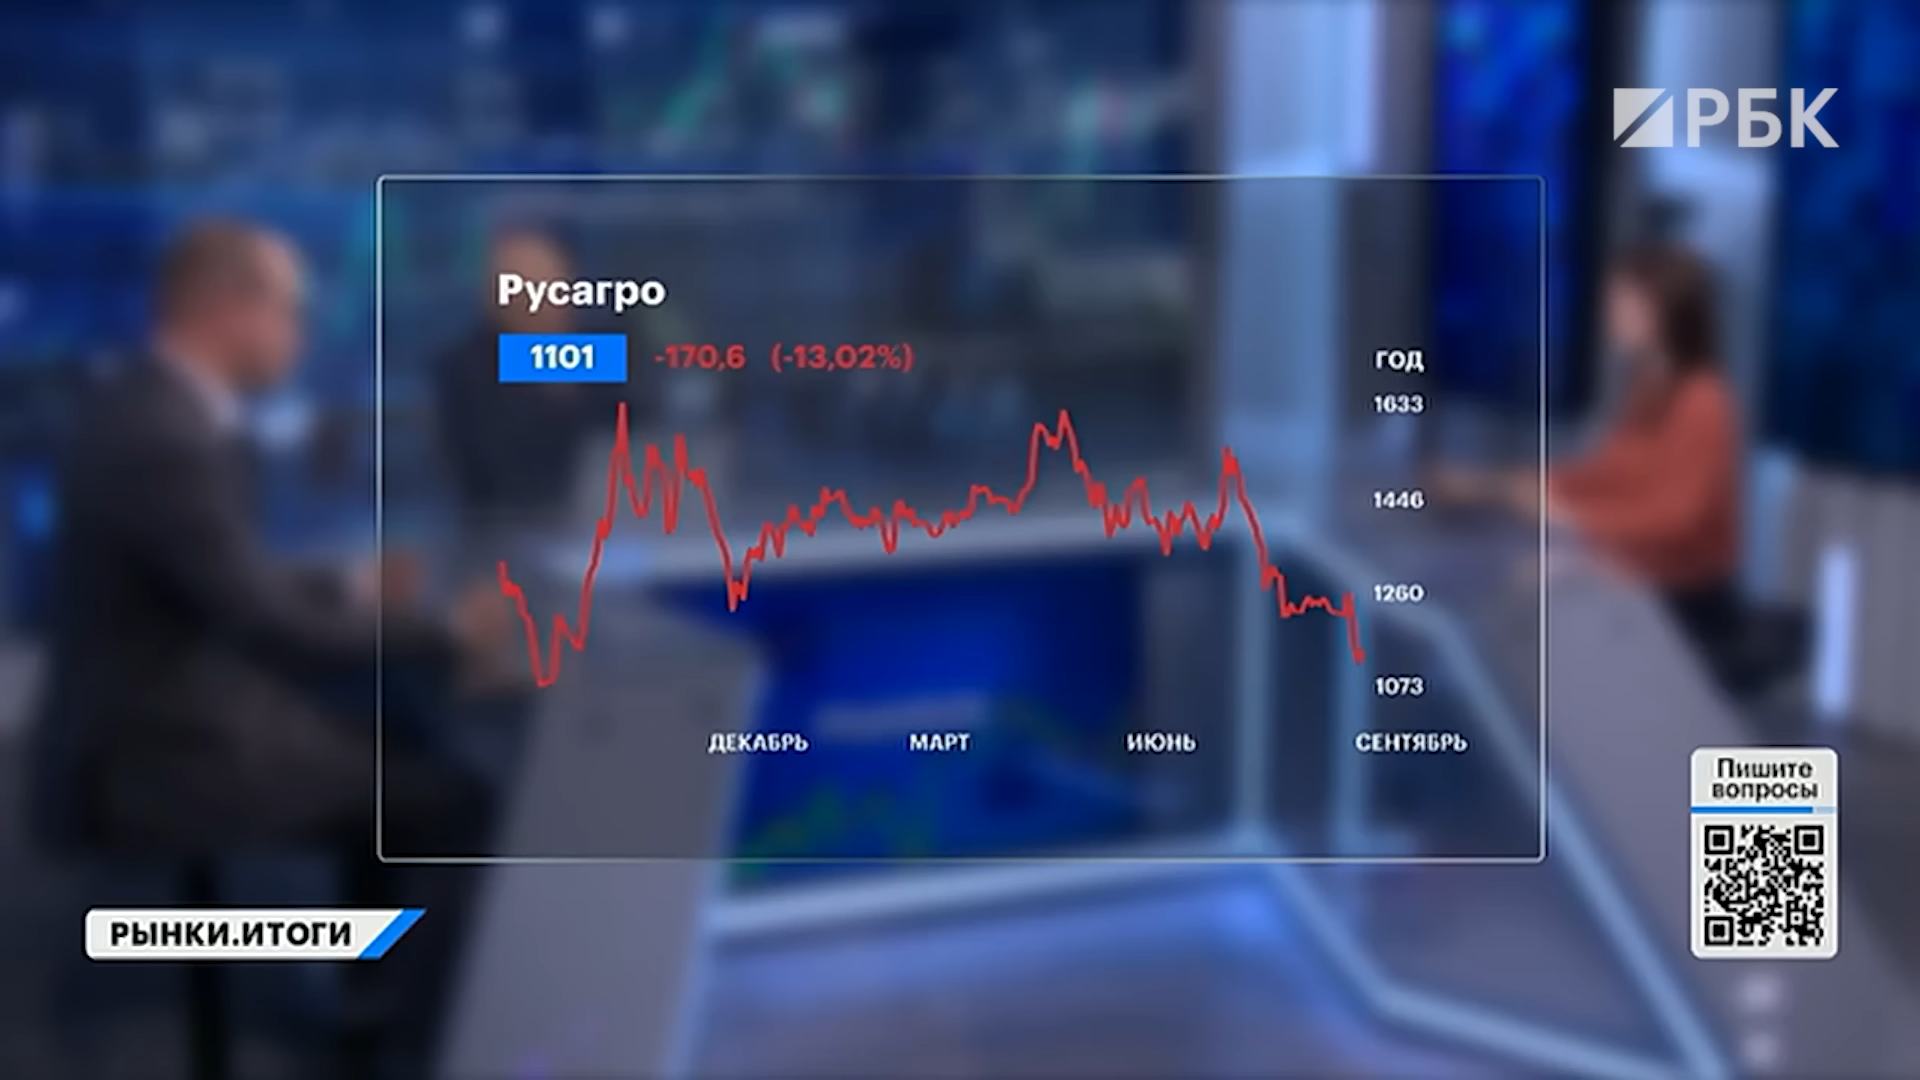 РБК
Русагро
1101 -170,6 (-13,02%)
ГОД
1633
1446
1260
1073
ДЕКАБРЬ МАРТ ИЮНЬ СЕНТЯБРЬ
Пишите
вопросы
РЫНКИ.ИТОГИ